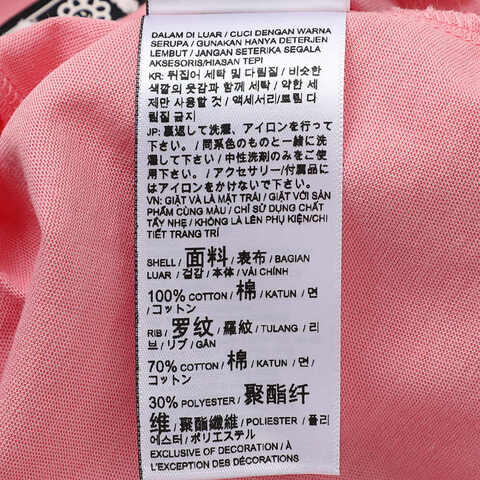 DALAM DI LUAR / CUCI DENGAN WARNA
SERUPA / GUNAKAN HANYA DETERJEN
LEMBUT / JANGAN SETERIKA SEGALA
AKSESORIS/HIASAN TEPI
KR: 뒤집어 세탁 및 다림질 / 비슷한
색깔의 옷감과 함께 세탁 / 약한 세
제만 사용할 것 / 액세서리/트림 다
림질 금지
JP: 裏返して洗濯、アイロンを行って
下さい。/ 同系色のものと一緒に洗濯
して下さい。/ 中性洗剤のみをご使
用下さい。/ アクセサリー/付属品に
はアイロンをかけないで下さい。
VN: GIẶT VÀ LÀ MẶT TRÁI / GIẶT VỚI SẢN
PHẨM CÙNG MÀU / CHỈ SỬ DỤNG CHẤT
TẨY NHẸ / KHÔNG LÀ LÊN PHỤ KIỆN/CHI
TIẾT TRANG TRÍ
SHELL / 面料 / 表布 / BAGIAN
LUAR / 겉감 / 本体 / VẢI CHÍNH
100% COTTON / 棉 / KATUN / 면
/ コットン
RIB / 罗纹 / 羅紋 / TULANG / 리
브 / リブ / GÂN
70% COTTON / 棉 / KATUN / 면
/ コットン
30% POLYESTER / 聚酯纤
维 / 聚酯纖維 / POLIESTER / 폴리
에스터 / ポリエステル
EXCLUSIVE OF DECORATION / À
L'EXCEPTION DES DÉCORATIONS